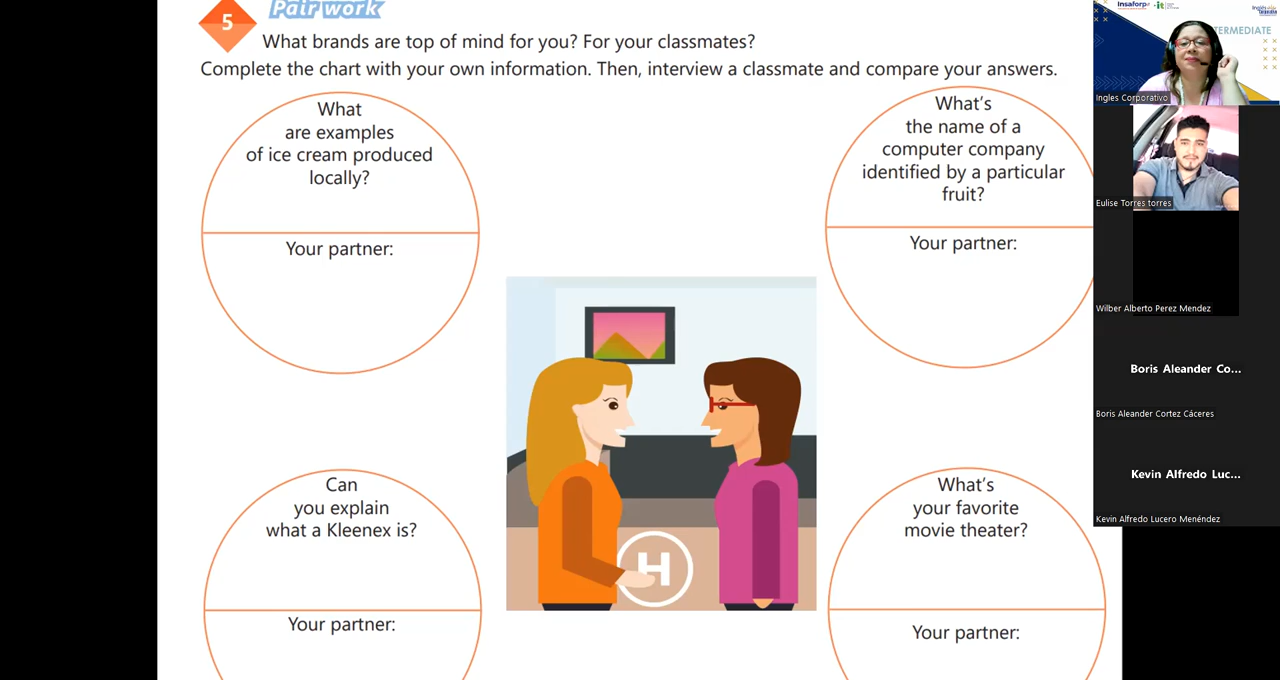 5
Pair work
What brands are top of mind for you? For your classmates?
Complete the chart with your own information. Then, interview a classmate and compare your answers.
What
are examples
of ice cream produced
locally?
Your partner:
What's
the name of a
computer company
identified by a particular
fruit?
Your partner:
Can
you explain
what a Kleenex is?
Your partner:
What's
your favorite
movie theater?
Your partner:
H
Insaforp
it
TERMEDIATE
Ingles Corporativo
Eulise Torres torres
Wilber Alberto Perez Mendez
Boris Aleander Co...
Boris Aleander Cortez Cáceres
Kevin Alfredo Luc...
Kevin Alfredo Lucero Menéndez